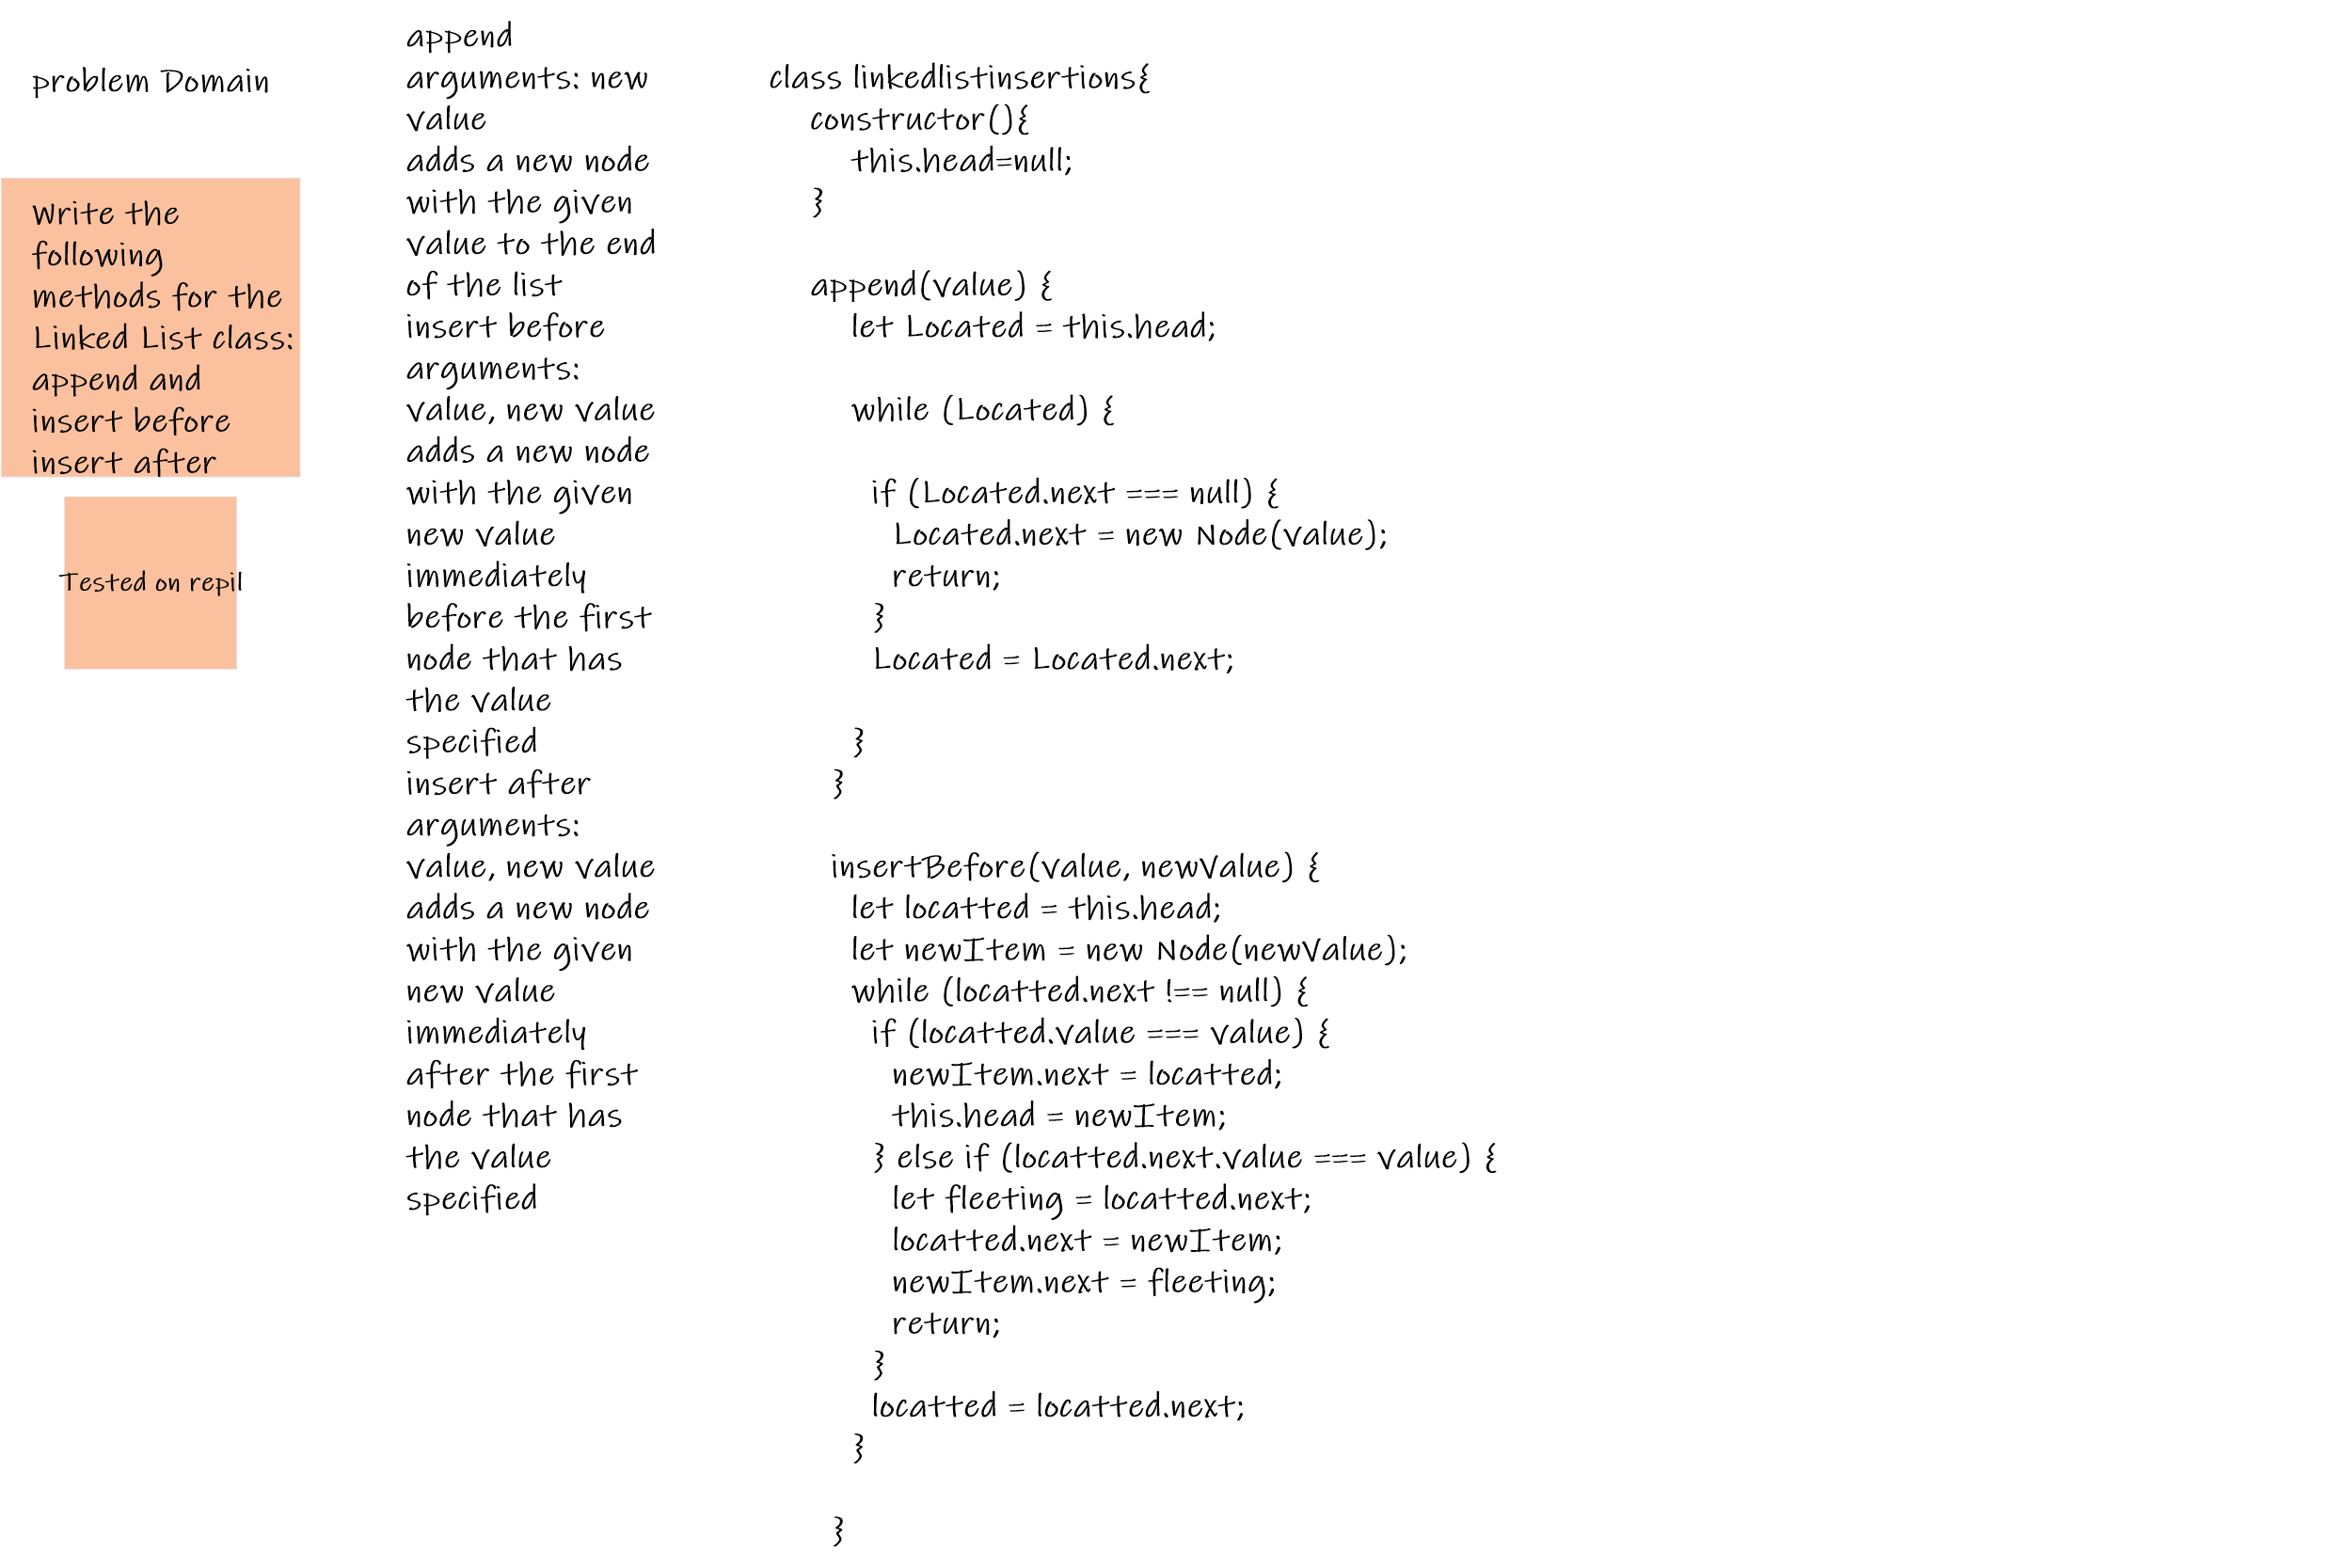 problem Domain
Write the
following
methods for the
Linked List class:
append and
insert before
insert after
Tested on repil
append
arguments: new
value
adds a new node
with the given
value to the end
of the list
insert before
arguments:
value, new value
adds a new node
with the given
new value
immediately
before the first
node that has
the value
specified
insert after
arguments:
value, new value
adds a new node
with the given
new value
immediately
after the first
node that has
the value
specified
class linkedlistinsertions{
constructor(){
this.head=null;
}
append(value) {
let Located = this.head;
while (Located) {
if (Located.next === null) {
Located.next = new Node(value);
return;
}
Located = Located.next;
}
}
insertBefore(value, newValue) {
let locatted = this.head;
let newItem = new Node(newValue);
while (locatted.next !== null) {
if (locatted.value === value) {
newItem.next = locatted;
this.head = newItem;
} else if (locatted.next.value === value) {
let fleeting = locatted.next;
locatted.next = newItem;
newItem.next = fleeting;
return;
}
locatted = locatted.next;
}
}